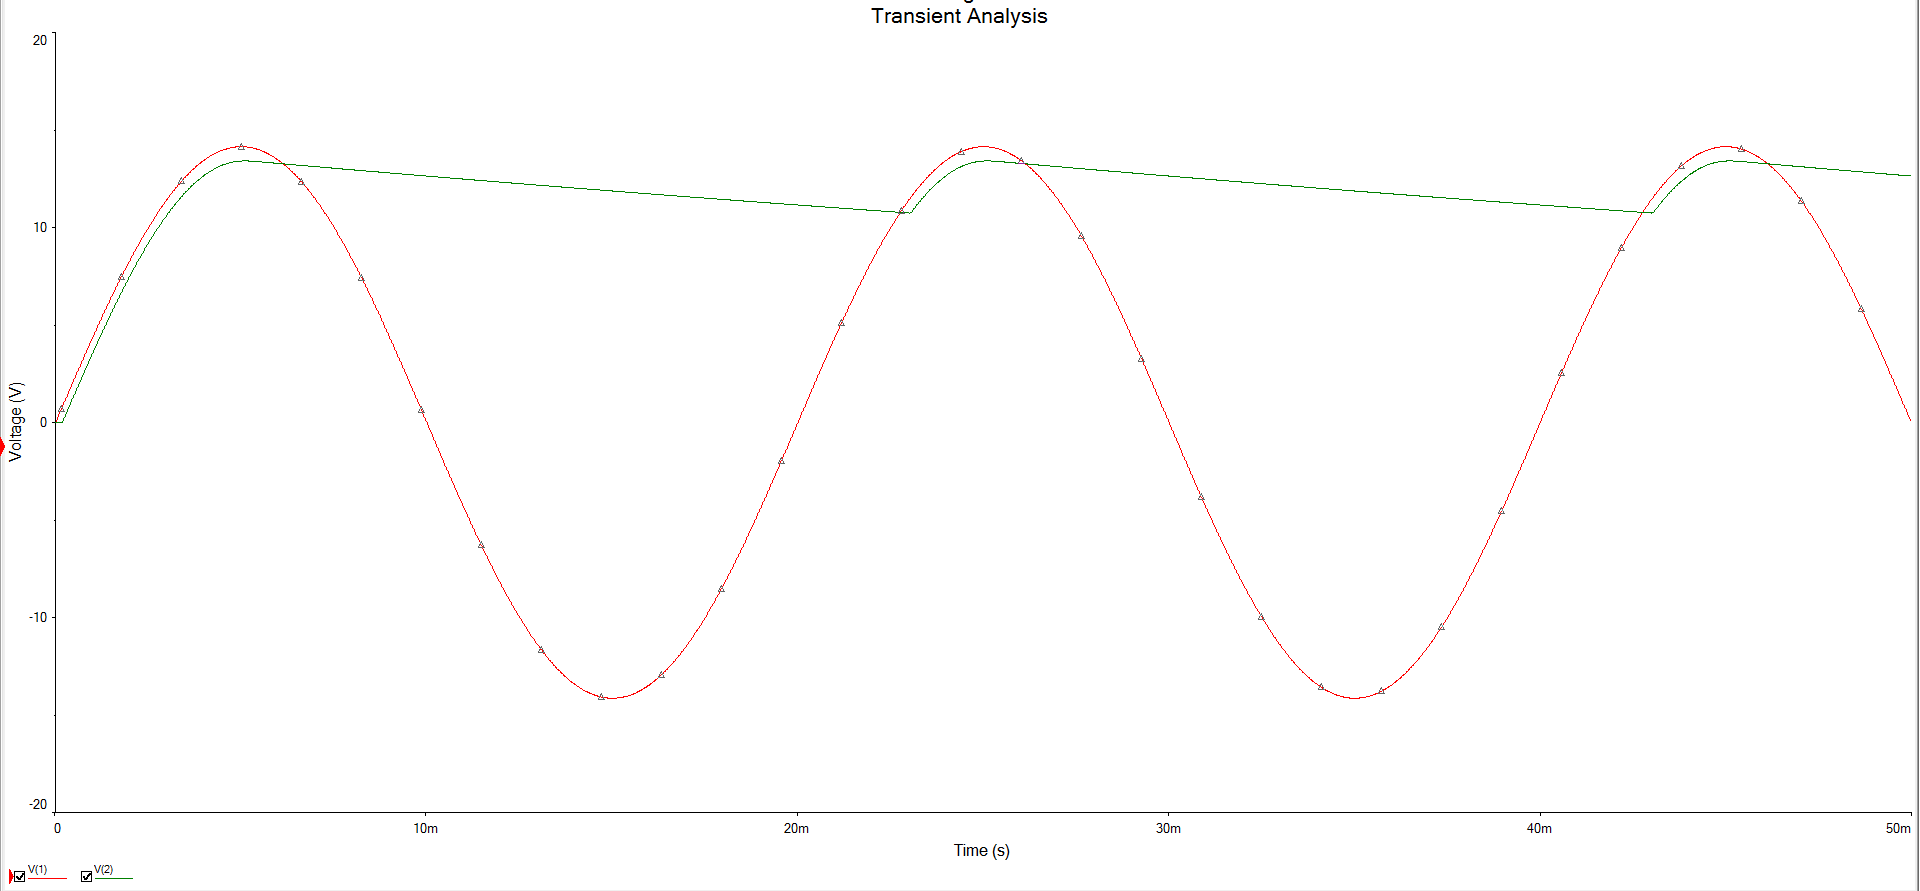 Transient Analysis
20
10
0
-10
-20
Voltage (V)
0 10m 20m 30m 40m 50m
Time (s)
V(1) V(2)